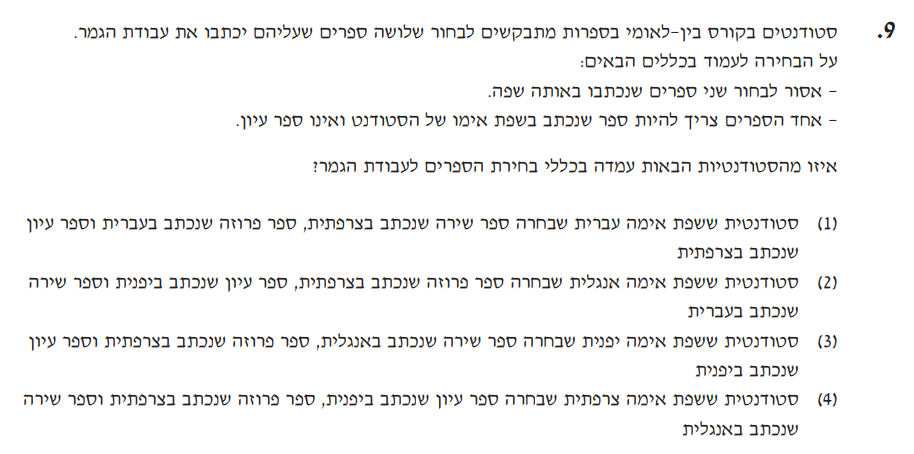 9. סטודנטים בקורס בין-לאומי בספרות מתבקשים לבחור שלושה ספרים שעליהם יכתבו את עבודת הגמר.
על הבחירה לעמוד בכללים הבאים:
- אסור לבחור שני ספרים שנכתבו באותה שפה.
- אחד הספרים צריך להיות ספר שנכתב בשפת אימו של הסטודנט ואינו ספר עיון.
איזו מהסטודנטיות הבאות עמדה בכללי בחירת הספרים לעבודת הגמר?
(1) סטודנטית ששפת אימה עברית שבחרה ספר שירה שנכתב בצרפתית, ספר פרוזה שנכתב בעברית וספר עיון
שנכתב בצרפתית
(2) סטודנטית ששפת אימה אנגלית שבחרה ספר פרוזה שנכתב בצרפתית, ספר עיון שנכתב ביפנית וספר שירה
שנכתב בעברית
(3) סטודנטית ששפת אימה יפנית שבחרה ספר שירה שנכתב באנגלית, ספר פרוזה שנכתב בצרפתית וספר עיון
שנכתב ביפנית
(4) סטודנטית ששפת אימה צרפתית שבחרה ספר עיון שנכתב ביפנית, ספר פרוזה שנכתב בצרפתית וספר שירה
שנכתב באנגלית